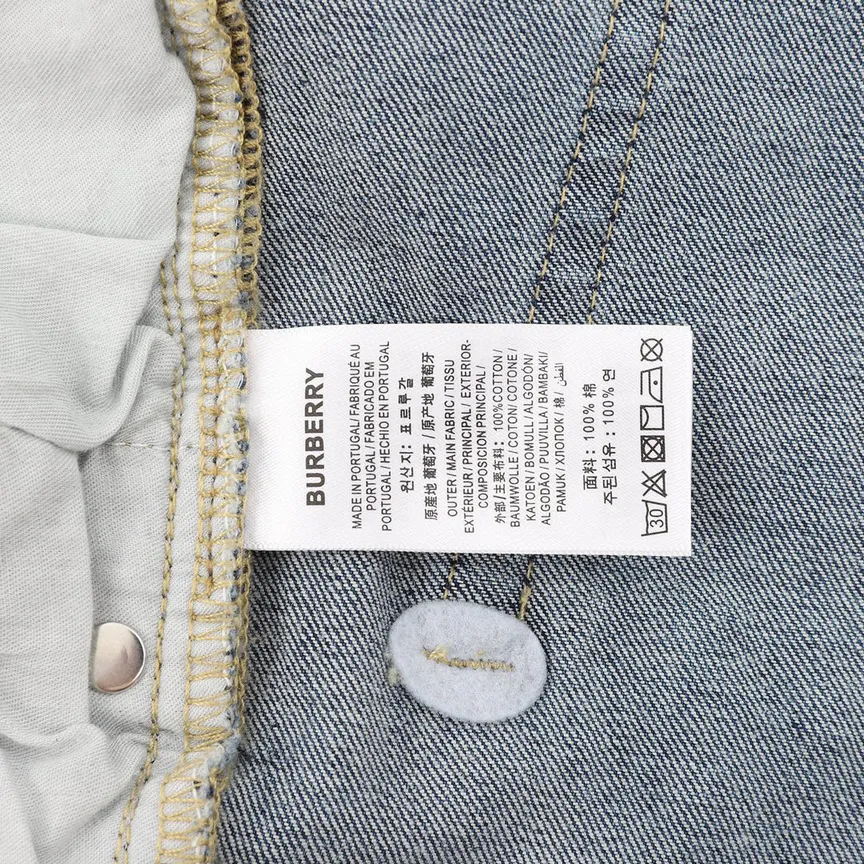 BURBERRY
MADE IN PORTUGAL/FABRIQUÉ AU
PORTUGAL/FABRICADO EM
PORTUGAL/HECHO EN PORTUGAL
원산지: 포르투갈
原産地 葡萄牙/原产地 葡萄牙
OUTER/MAIN FABRIC/TISSU
EXTÉRIEUR/PRINCIPAL/EXTERIOR-
COMPOSICION PRINCIPAL/
外部/主要布料: 100%COTTON/
BAUMWOLLE/COTON/COTONE/
KATOEN/BOMULL/ALGODÓN/
ALGODÃO/PUUVILLA/BAMBAKI/
PAMUK/ХЛОПОК/棉/القطن
面料: 100% 棉
주된섬유: 100% 면
30